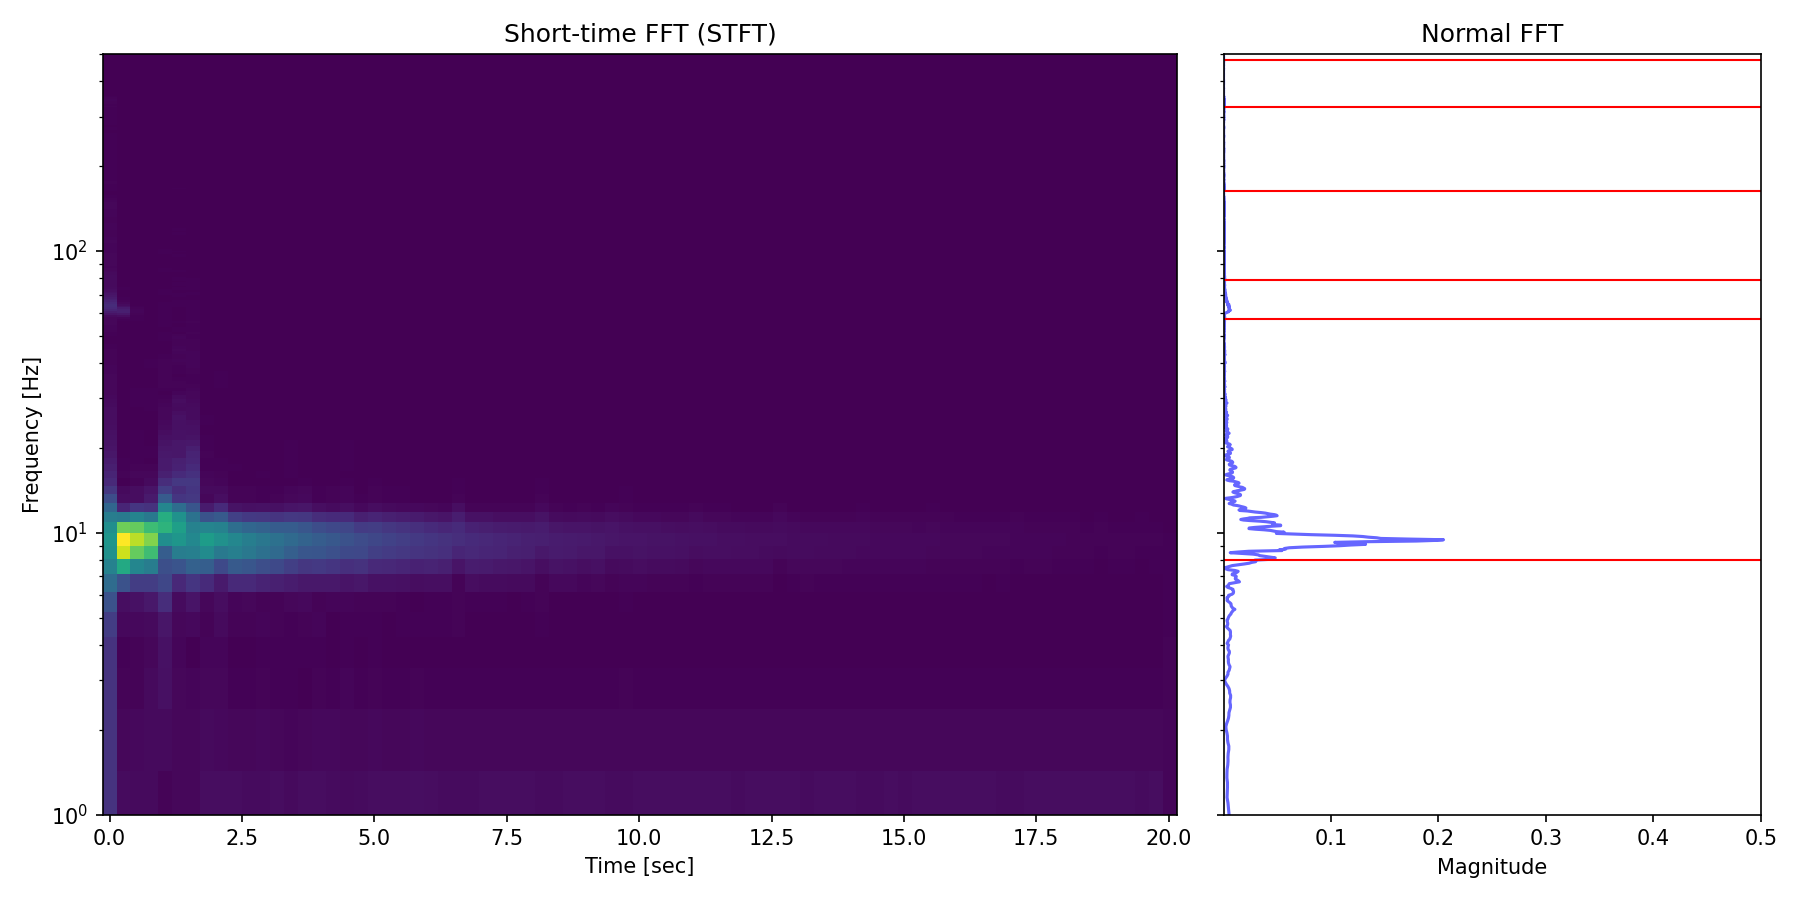 Short-time FFT (STFT)
Normal FFT
Frequency [Hz]
10²
10¹
10⁰
0.0 2.5 5.0 7.5 10.0 12.5 15.0 17.5 20.0
Time [sec]
0.1 0.2 0.3 0.4 0.5
Magnitude